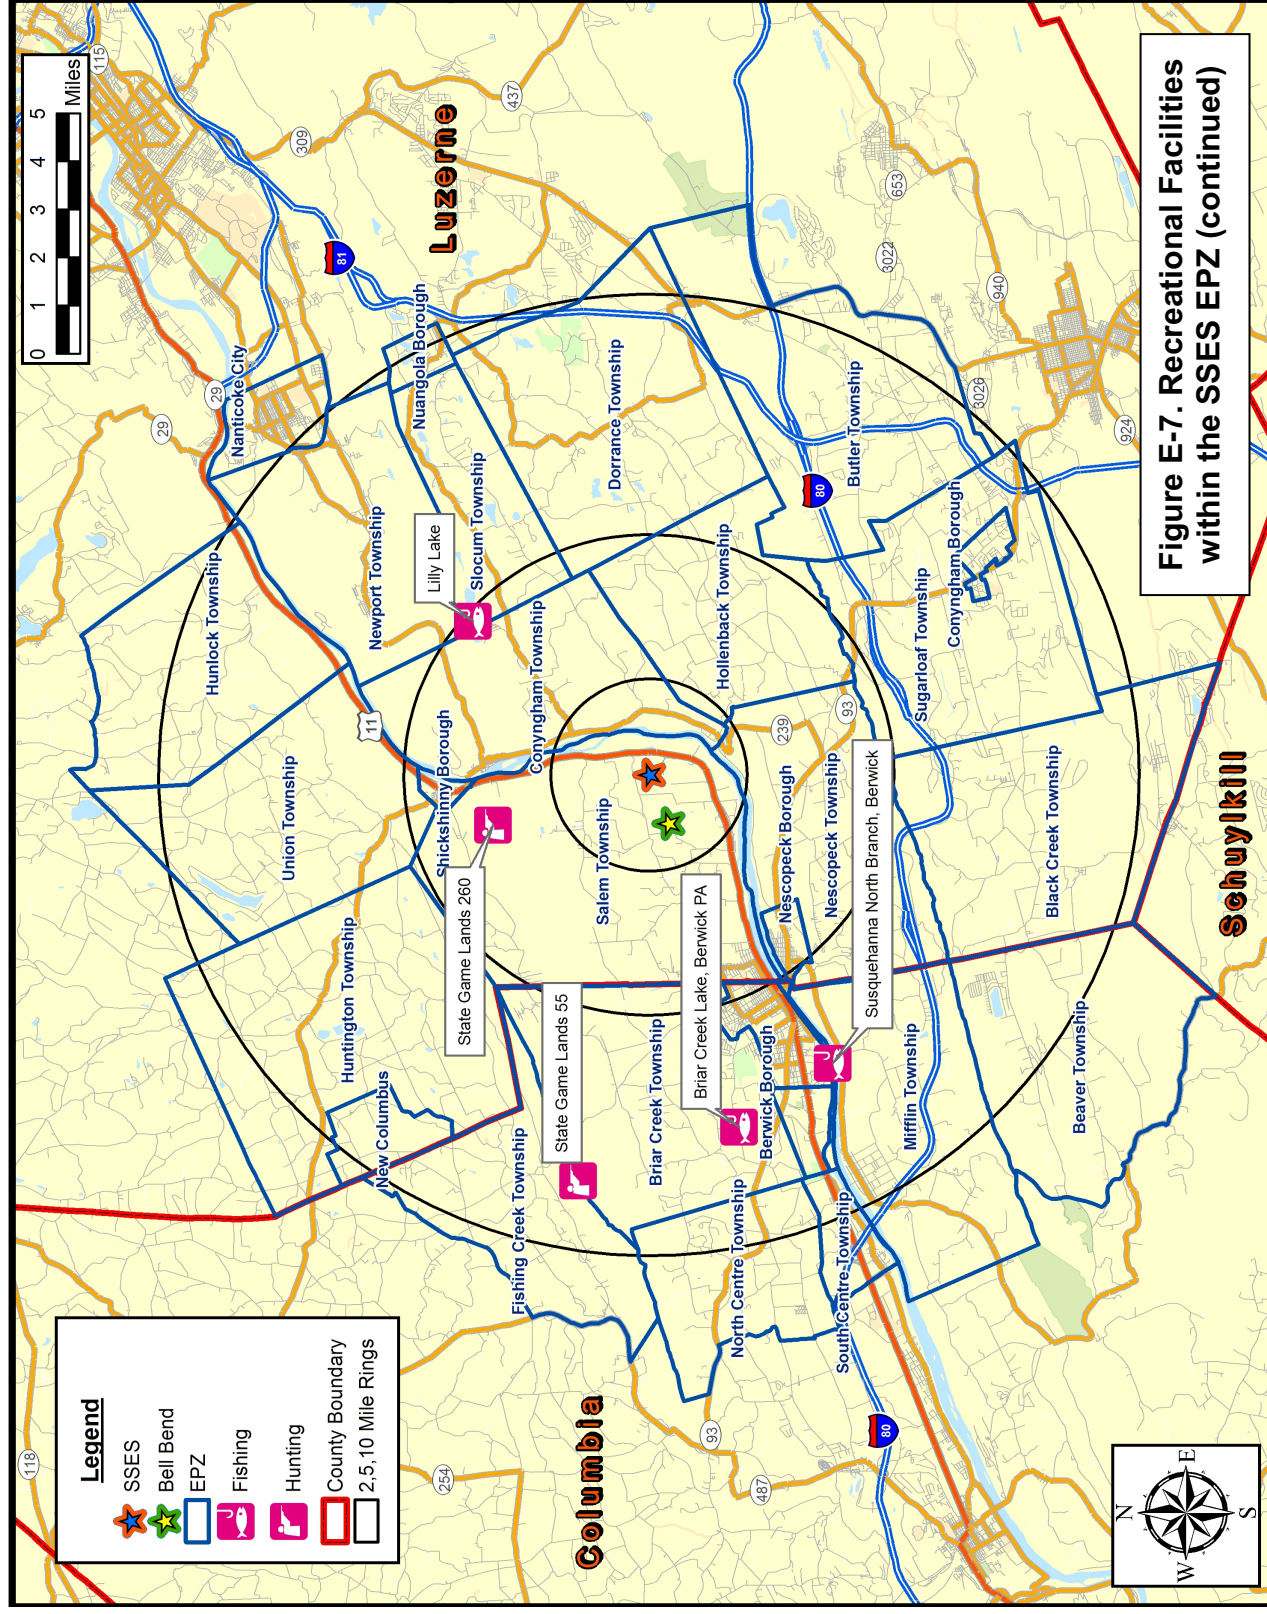 Figure E-7. Recreational Facilities
within the SSES EPZ (continued)
Legend
SSES
Bell Bend
EPZ
Fishing
Hunting
County Boundary
2,5,10 Mile Rings
0 1 2 3 4 5
Miles
N
W E
S
Luzerne
Columbia
Schuylkill
Nanticoke City
Nuangola Borough
Hunlock Township
Newport Township
Slocum Township
Dorrance Township
Butler Township
Lilly Lake
Union Township
Shickshinny Borough
Conyngham Township
Hollenback Township
Sugarloaf Township
Conyngham Borough
State Game Lands 260
Salem Township
Nescopeck Borough
Nescopeck Township
Black Creek Township
Huntington Township
State Game Lands 55
Briar Creek Lake, Berwick PA
Susquehanna North Branch, Berwick
New Columbus
Briar Creek Township
Berwick Borough
Mifflin Township
Beaver Township
Fishing Creek Township
North Centre Township
South Centre Township
115
309
437
81
29
29
653
3022
940
3026
924
80
11
239
93
118
254
93
487
80